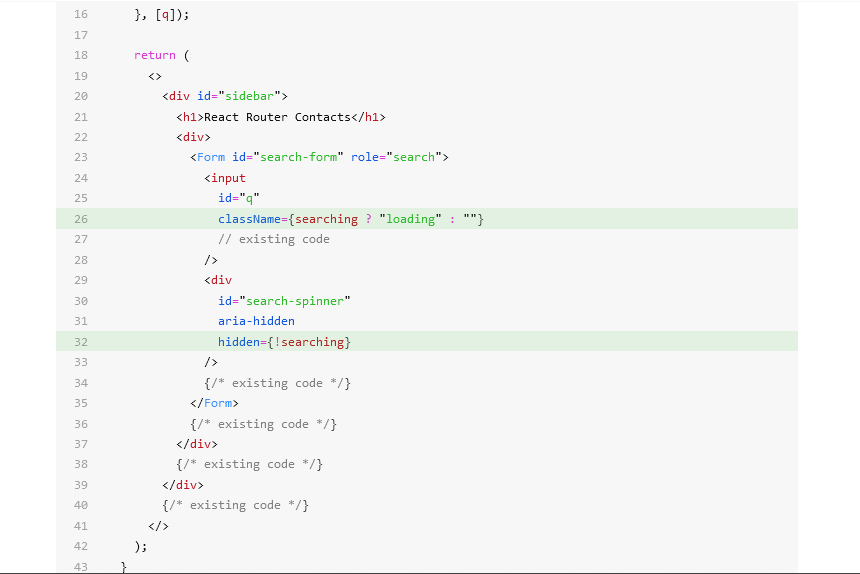 16 }, [q]);
17
18 return (
19 <>
20 <div id="sidebar">
21 <h1>React Router Contacts</h1>
22 <div>
23 <Form id="search-form" role="search">
24 <input
25 id="q"
26 className={searching ? "loading" : ""}
27 // existing code
28 />
29 <div
30 id="search-spinner"
31 aria-hidden
32 hidden={!searching}
33 />
34 {/* existing code */}
35 </Form>
36 {/* existing code */}
37 </div>
38 {/* existing code */}
39 </div>
40 {/* existing code */}
41 </>
42 );
43 }